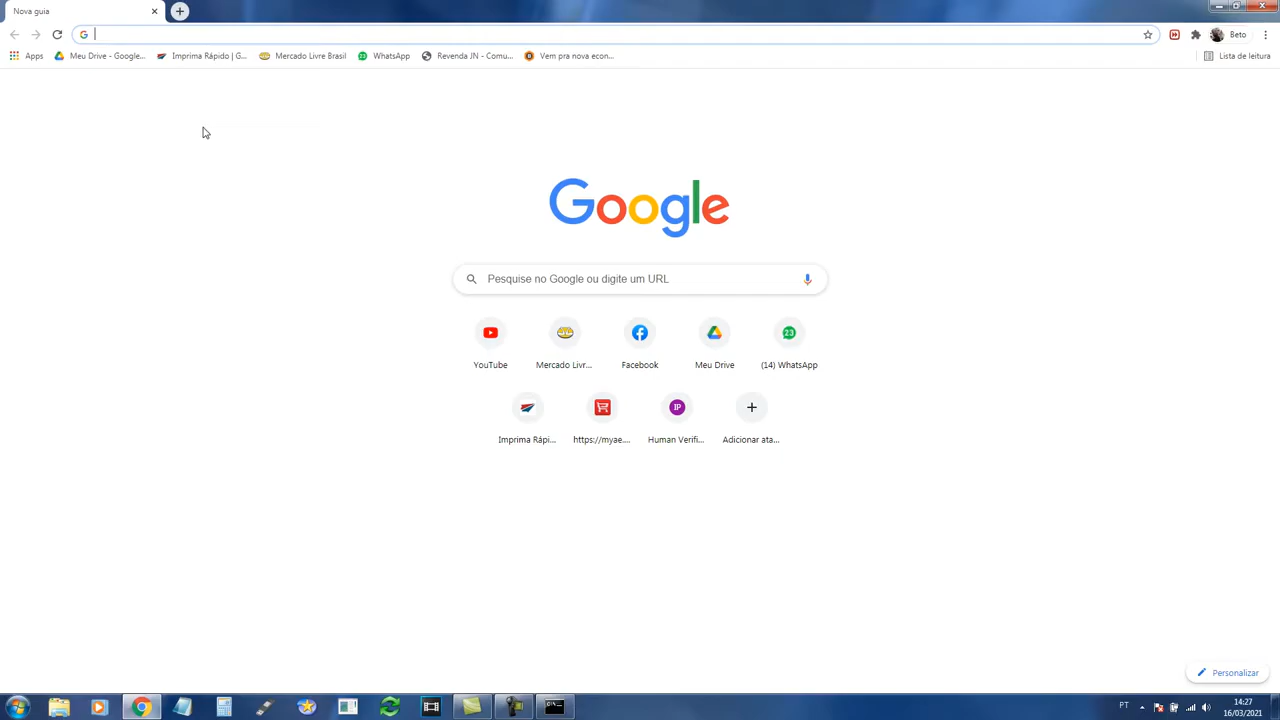 Nova guia
Beto
Apps
Meu Drive - Google...
Imprima Rápido | G...
Mercado Livre Brasil
23
WhatsApp
Revenda JN - Comu...
Vem pra nova econ...
Lista de leitura
Google
Pesquise no Google ou digite um URL
23
YouTube
Mercado Livr...
Facebook
Meu Drive
(14) WhatsApp
IP
Imprima Rápi...
https://myae....
Human Verifi...
Adicionar ata...
Personalizar
PT
14:27
16/03/2021